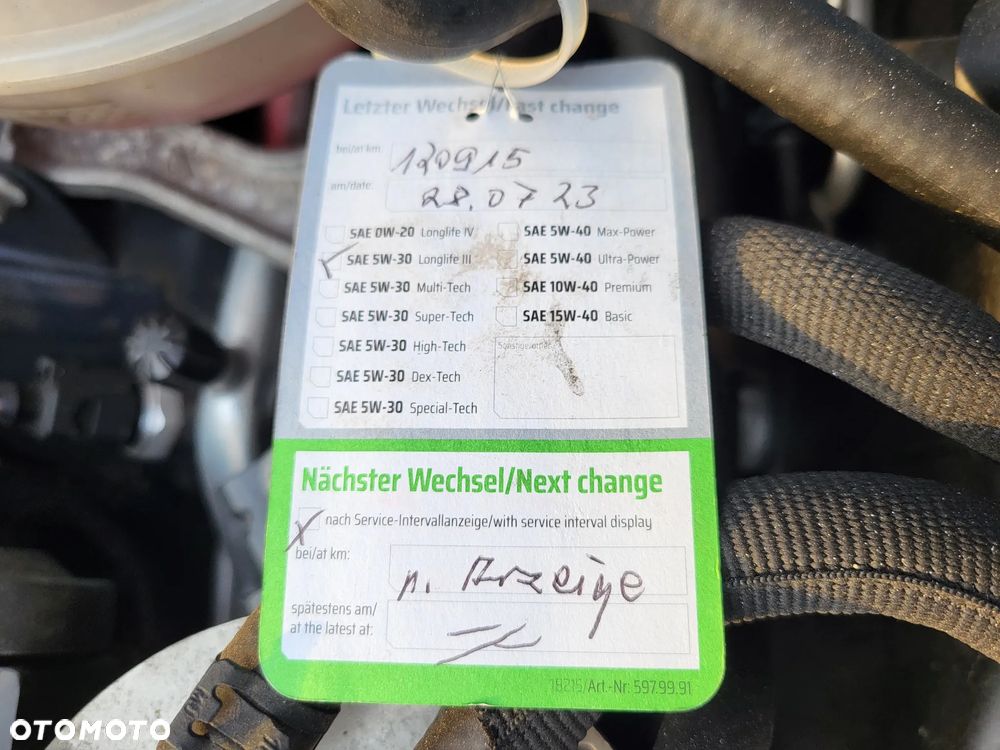 Letzter Wechsel/Last change
bei/at km: 120915
am/date: 28.07 23
SAE 0W-20 Longlife IV
SAE 5W-30 Longlife III
SAE 5W-30 Multi-Tech
SAE 5W-30 Super-Tech
SAE 5W-30 High-Tech
SAE 5W-30 Dex-Tech
SAE 5W-30 Special-Tech
SAE 5W-40 Max-Power
SAE 5W-40 Ultra-Power
SAE 10W-40 Premium
SAE 15W-40 Basic
Nächster Wechsel/Next change
nach Service-Intervallanzeige/with service interval display
bei/at km: n. Anzeige
spätestens am/
at the latest at:
/Art.-Nr: 597.99.91
OTOMOTO